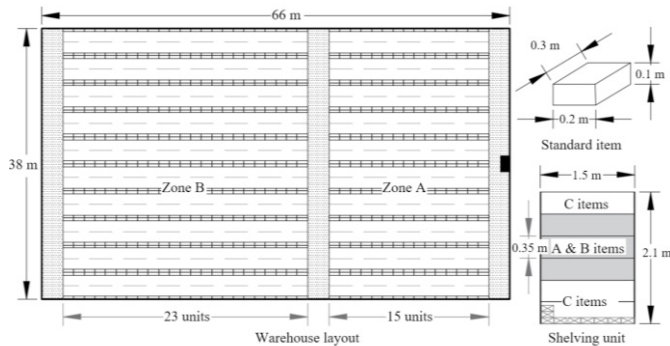 66 m
38 m
Zone B
Zone A
23 units
15 units
Warehouse layout
0.3 m
0.1 m
0.2 m
Standard item
1.5 m
C items
0.35 m
A & B items
2.1 m
C items
Shelving unit